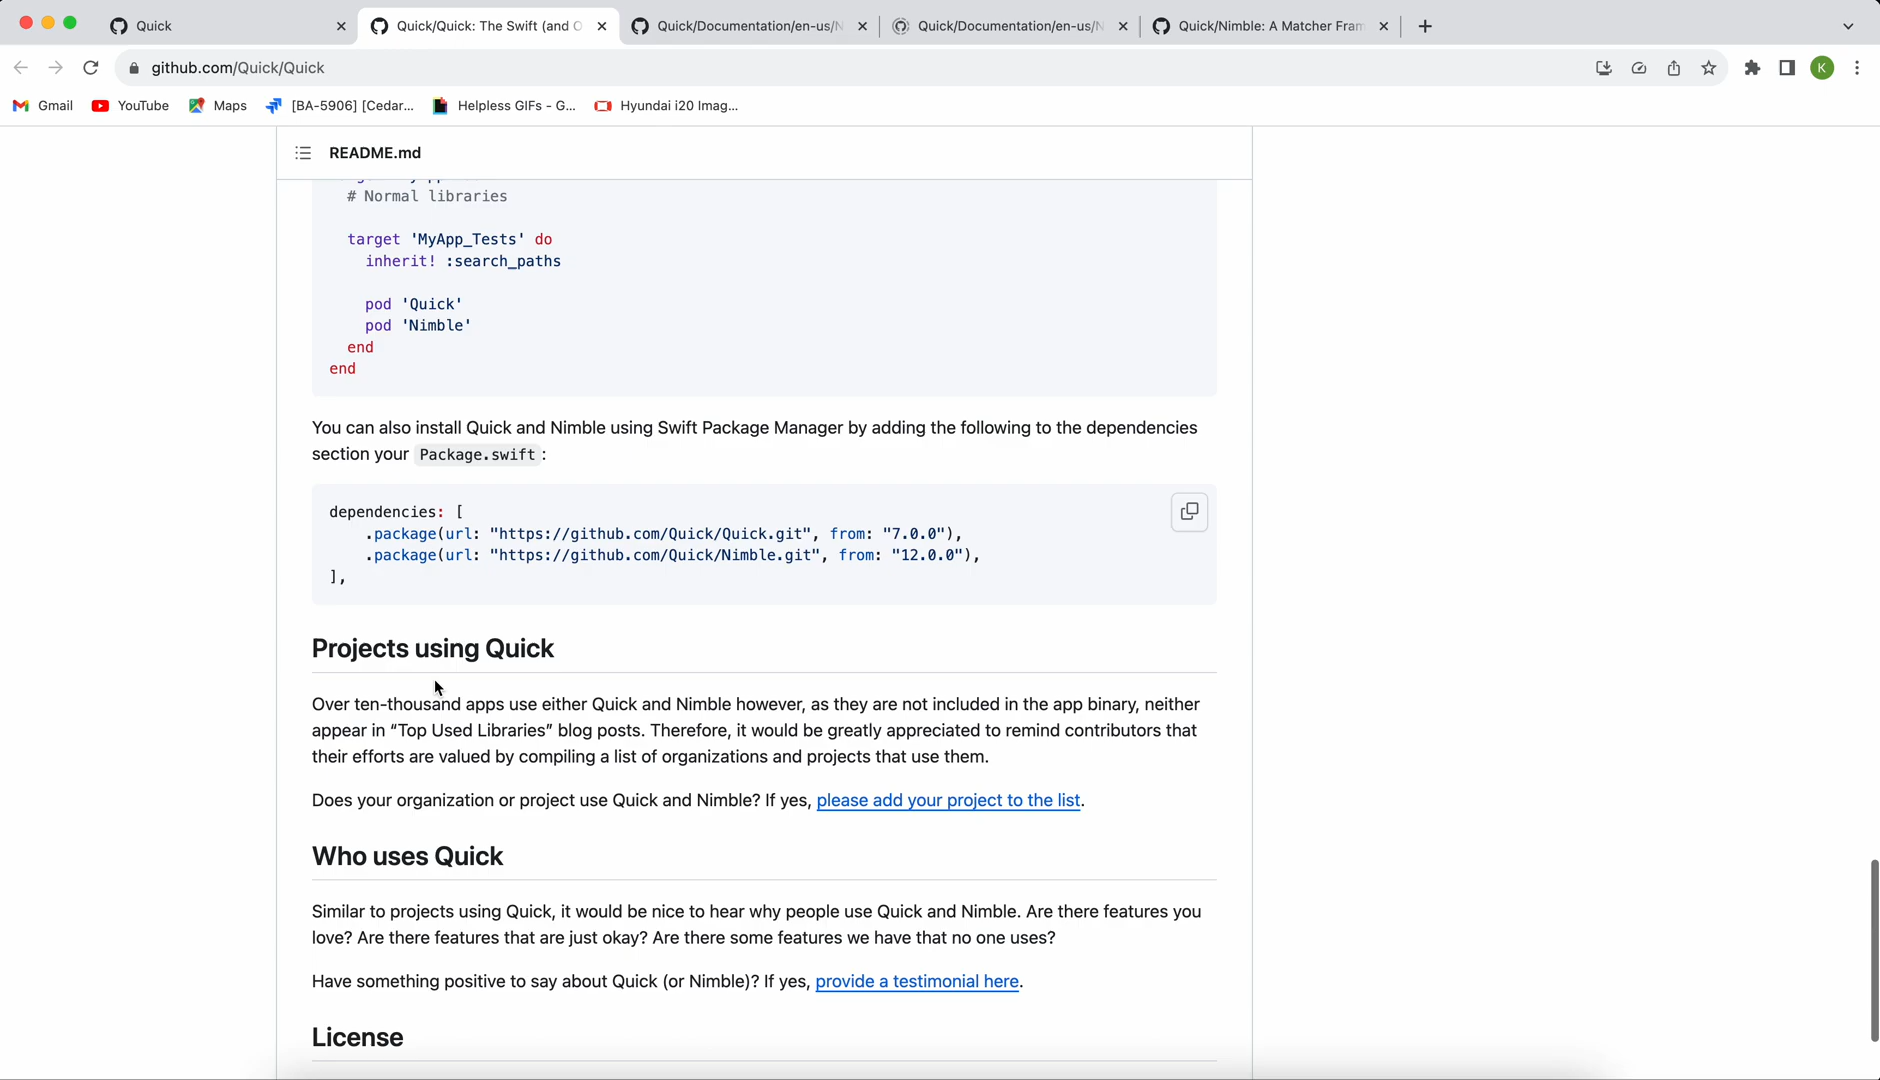 Quick
Quick/Quick: The Swift (and O
Quick/Documentation/en-us/N
Quick/Documentation/en-us/N
Quick/Nimble: A Matcher Fram
github.com/Quick/Quick
K
Gmail
YouTube
Maps
[BA-5906] [Cedar...
Helpless GIFs - G...
Hyundai i20 Imag...
README.md
# Normal libraries
target 'MyApp_Tests' do
inherit! :search_paths
pod 'Quick'
pod 'Nimble'
end
end
You can also install Quick and Nimble using Swift Package Manager by adding the following to the dependencies
section your Package.swift:
dependencies: [
.package(url: "https://github.com/Quick/Quick.git", from: "7.0.0"),
.package(url: "https://github.com/Quick/Nimble.git", from: "12.0.0"),
],
Projects using Quick
Over ten-thousand apps use either Quick and Nimble however, as they are not included in the app binary, neither
appear in “Top Used Libraries” blog posts. Therefore, it would be greatly appreciated to remind contributors that
their efforts are valued by compiling a list of organizations and projects that use them.
Does your organization or project use Quick and Nimble? If yes, please add your project to the list.
Who uses Quick
Similar to projects using Quick, it would be nice to hear why people use Quick and Nimble. Are there features you
love? Are there features that are just okay? Are there some features we have that no one uses?
Have something positive to say about Quick (or Nimble)? If yes, provide a testimonial here.
License